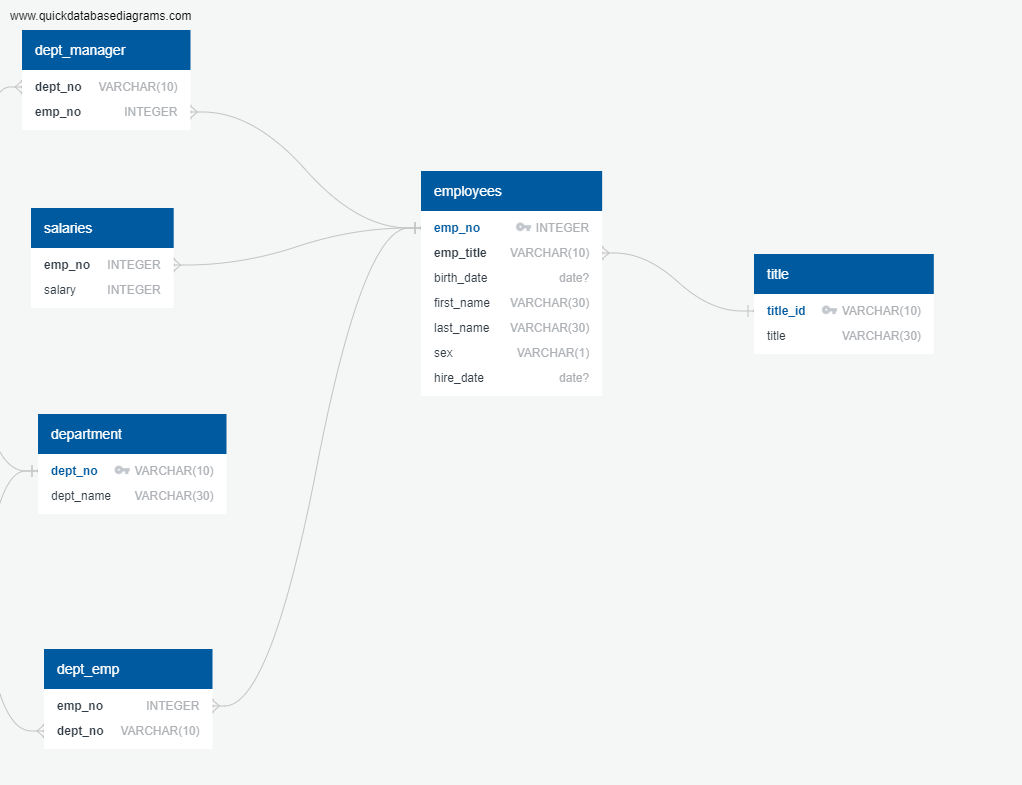 www.quickdatabasediagrams.com
dept_manager
dept_no VARCHAR(10)
emp_no INTEGER
salaries
emp_no INTEGER
salary INTEGER
department
dept_no VARCHAR(10)
dept_name VARCHAR(30)
dept_emp
emp_no INTEGER
dept_no VARCHAR(10)
employees
emp_no INTEGER
emp_title VARCHAR(10)
birth_date date?
first_name VARCHAR(30)
last_name VARCHAR(30)
sex VARCHAR(1)
hire_date date?
title
title_id VARCHAR(10)
title VARCHAR(30)